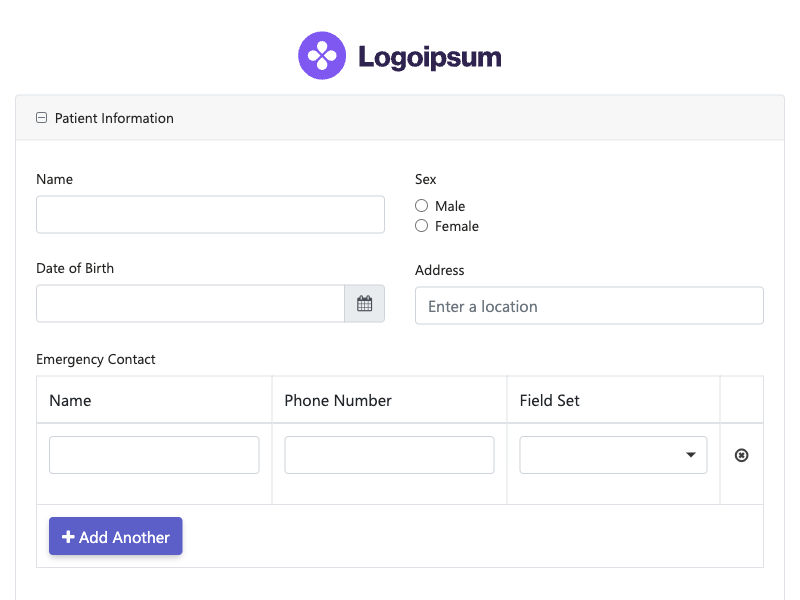 Logoipsum
Patient Information
Name
Sex
Male
Female
Date of Birth
Address
Enter a location
Emergency Contact
Name Phone Number Field Set
Add Another